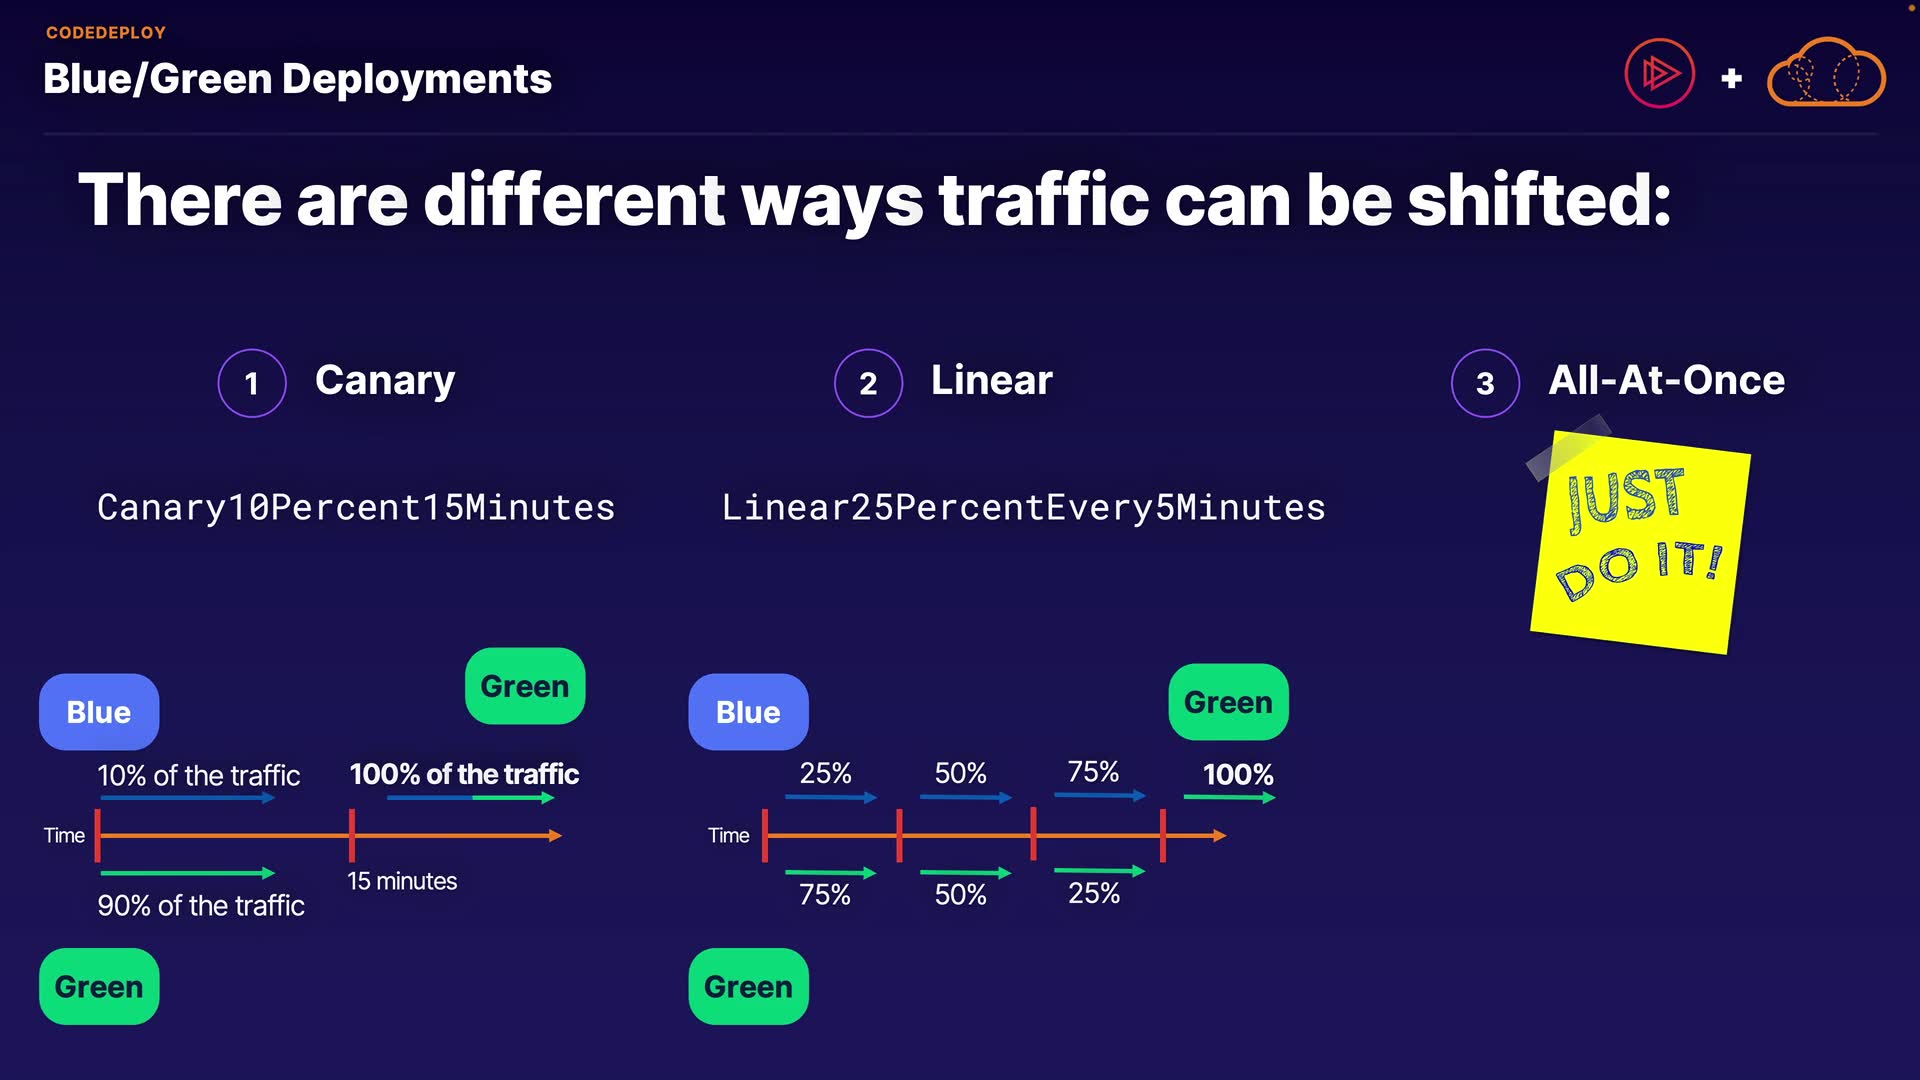 CODEDEPLOY
Blue/Green Deployments
+
There are different ways traffic can be shifted:
1 Canary
Canary10Percent15Minutes
Blue
Green
10% of the traffic
100% of the traffic
Time
15 minutes
90% of the traffic
Green
2 Linear
Linear25PercentEvery5Minutes
Blue
Green
25% 50% 75% 100%
Time
75% 50% 25%
Green
3 All-At-Once
JUST
DO IT!